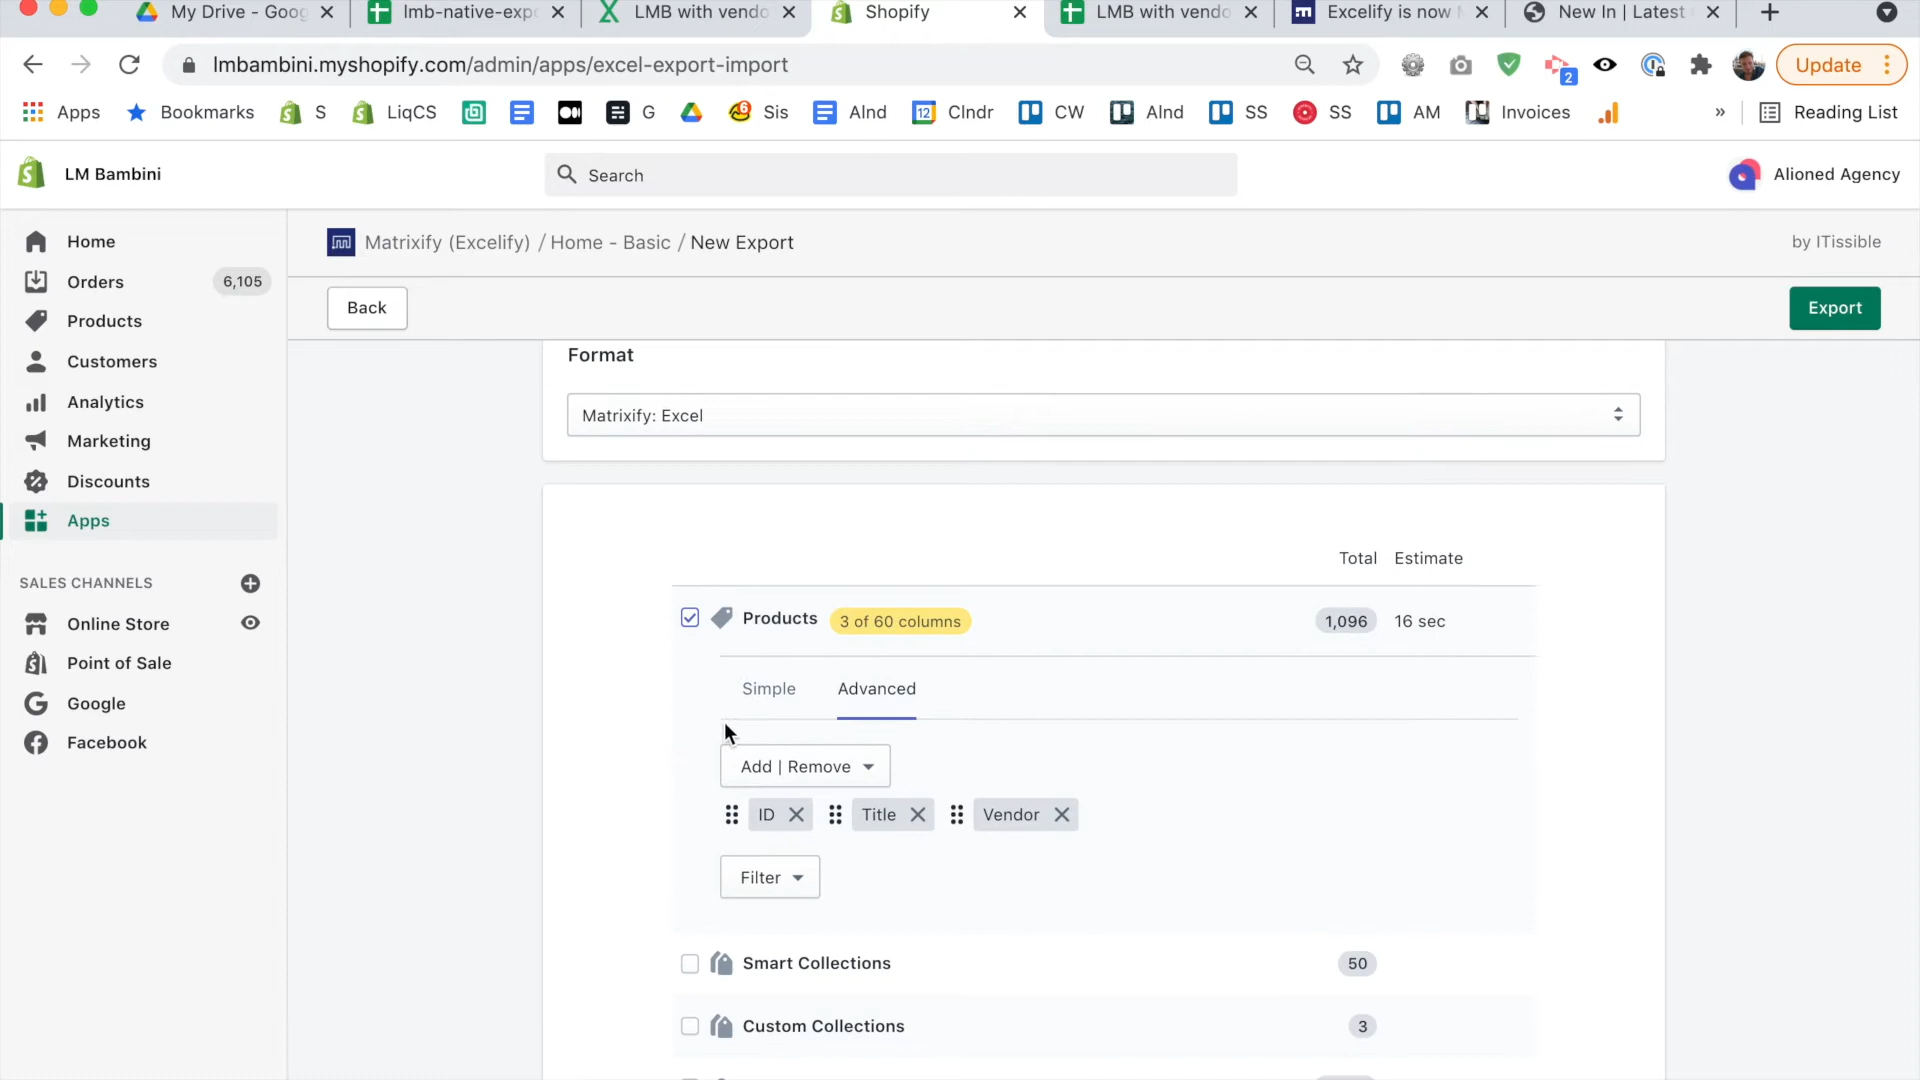 My Drive - Goog
lmb-native-expo
LMB with vendo
Shopify
LMB with vendo
Excelify is now
New In | Latest
lmbambini.myshopify.com/admin/apps/excel-export-import
2
Update
Apps
Bookmarks
S
LiqCS
G
6
Sis
AInd
12
Clndr
CW
AInd
SS
SS
AM
Invoices
»
Reading List
LM Bambini
Search
Alioned Agency
Home
Orders
6,105
Products
Customers
Analytics
Marketing
Discounts
Apps
SALES CHANNELS
Online Store
Point of Sale
Google
Facebook
Matrixify (Excelify) / Home - Basic / New Export
by ITissible
Back
Export
Format
Matrixify: Excel
Total Estimate
Products 3 of 60 columns 1,096 16 sec
Simple Advanced
Add | Remove
ID Title Vendor
Filter
Smart Collections 50
Custom Collections 3